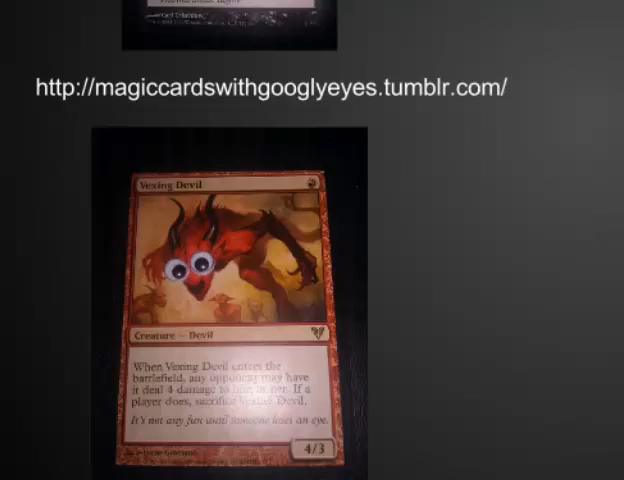 http://magiccardswithgooglyeyes.tumblr.com/
Vexing Devil
Creature — Devil
When Vexing Devil enters the
battlefield, any opponent may have
it deal 4 damage to him or her. If a
player does, sacrifice Vexing Devil.
It's not any fun until someone loses an eye.
4/3